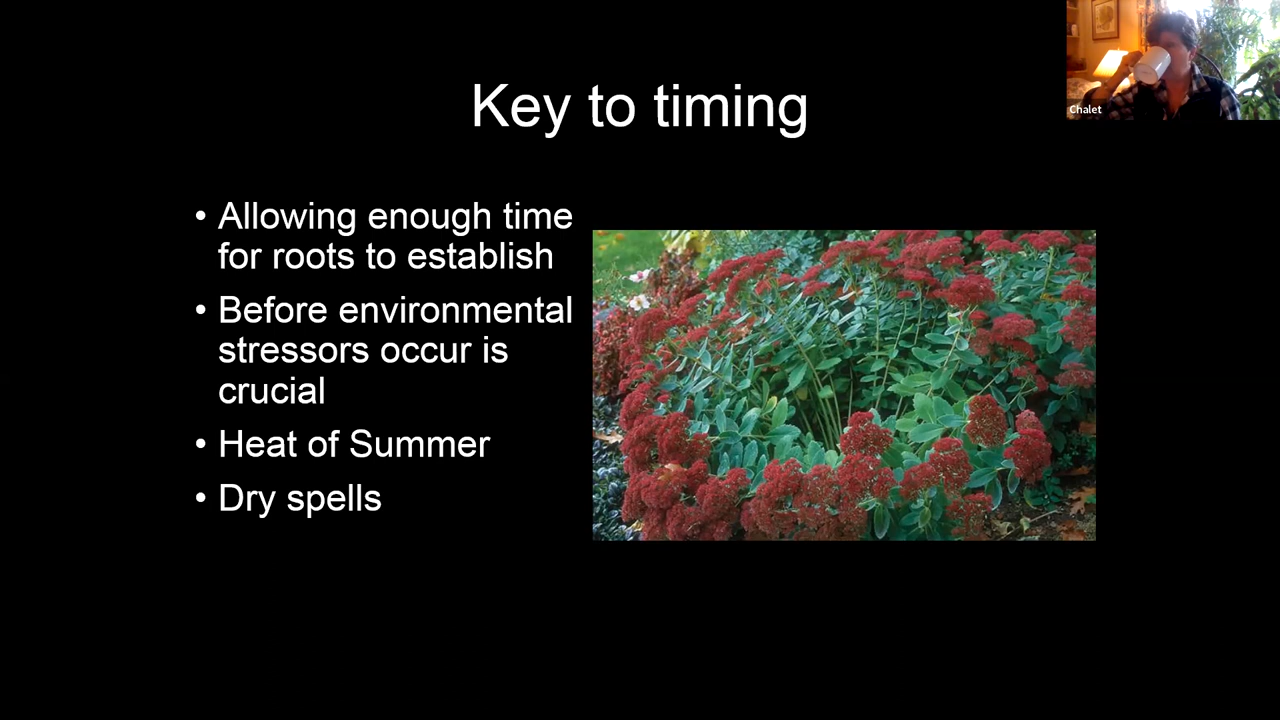 Key to timing
Chalet
• Allowing enough time
for roots to establish
• Before environmental
stressors occur is
crucial
• Heat of Summer
• Dry spells